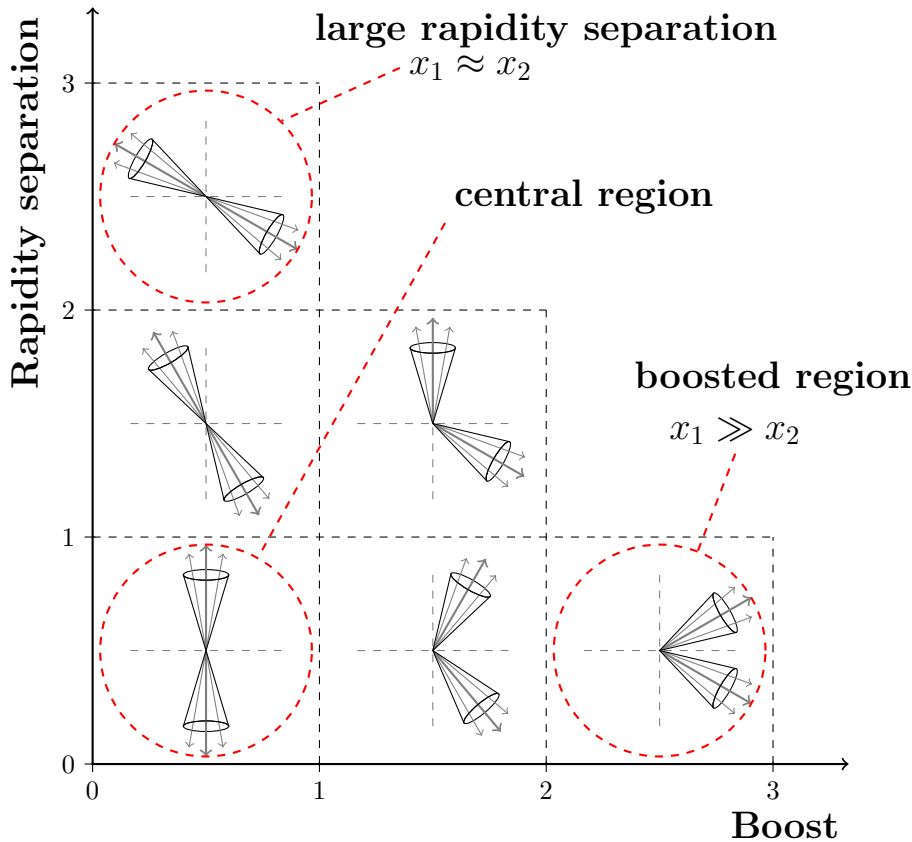 large rapidity separation
x₁ ≈ x₂
central region
boosted region
x₁ ≫ x₂
Rapidity separation
3
2
1
0
0 1 2 3
Boost